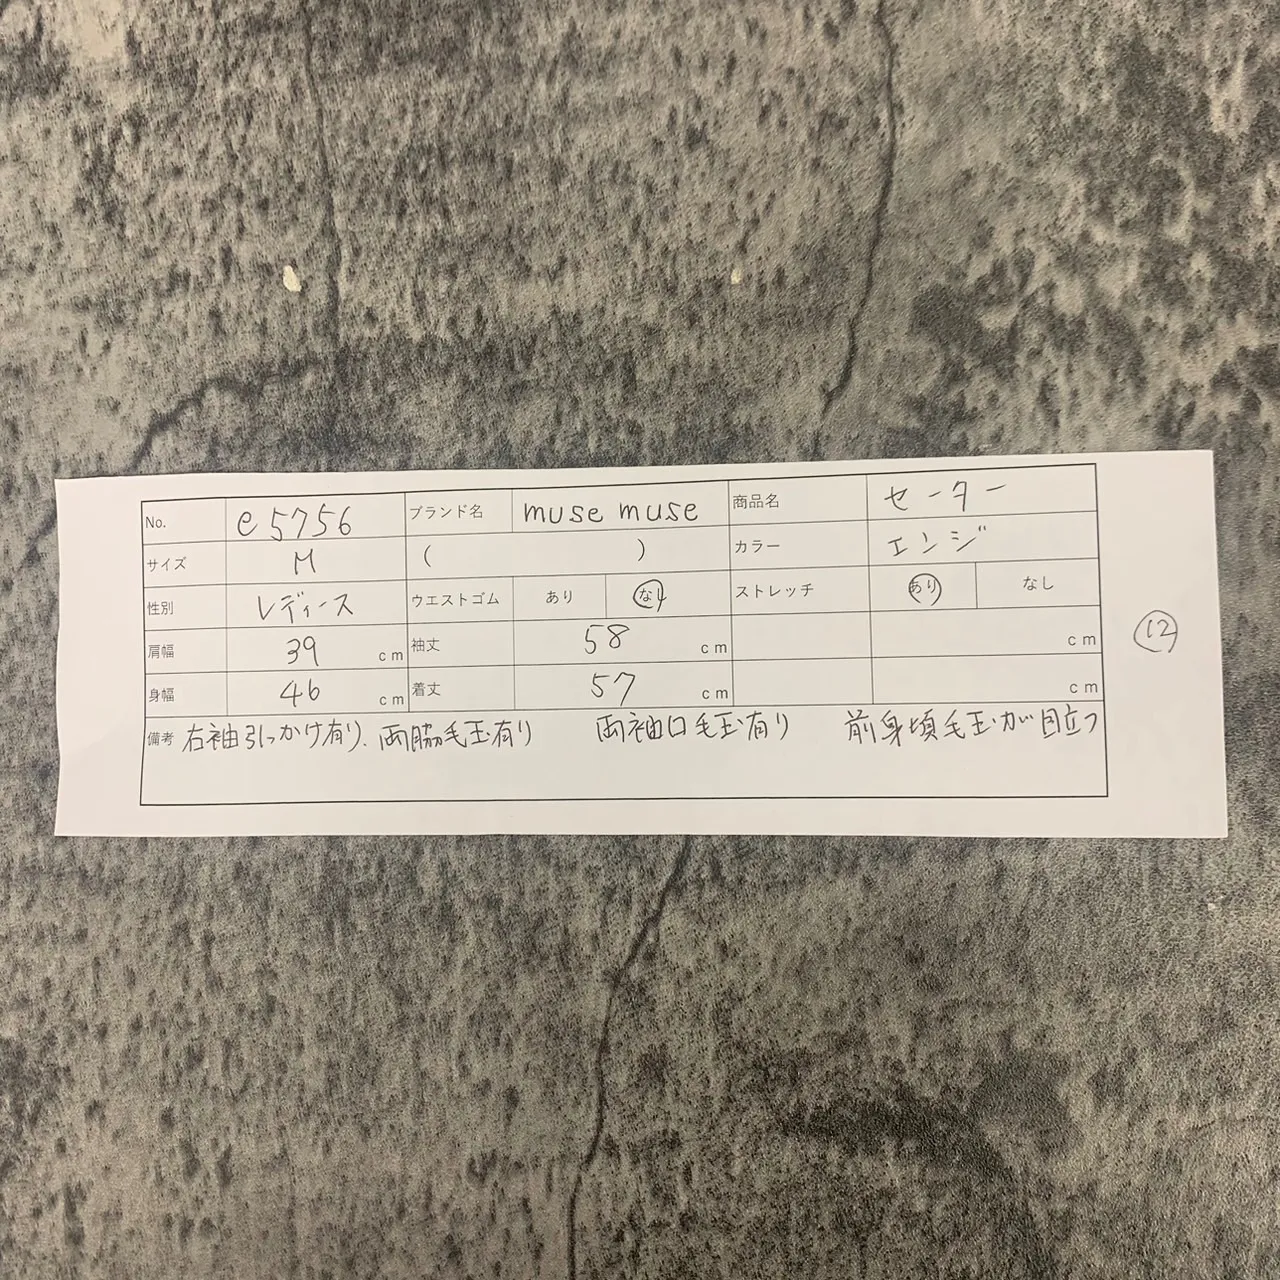 No. e5756 ブランド名 muse muse 商品名 セーター
サイズ M ( ) カラー エンジ
性別 レディース ウエストゴム あり なし ストレッチ あり なし
肩幅 39 cm 袖丈 58 cm cm
身幅 46 cm 着丈 57 cm cm
備考 右袖引っかけ有り、両脇毛玉有り 両袖口毛玉有り 前身頃毛玉が目立つ
12